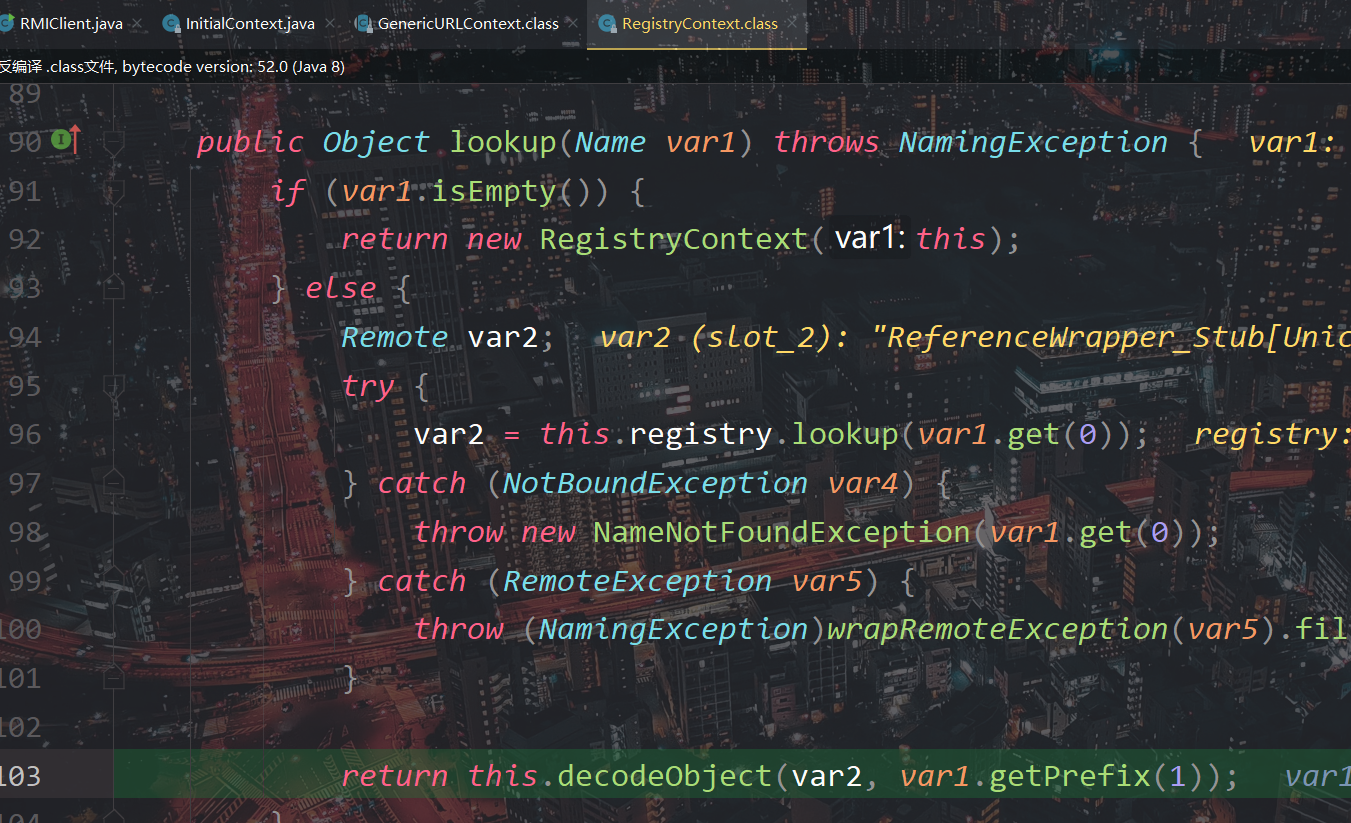 RMIClient.java InitialContext.java GenericURLContext.class RegistryContext.class
反编译 .class文件, bytecode version: 52.0 (Java 8)
89
90 public Object lookup(Name var1) throws NamingException { var1:
91 if (var1.isEmpty()) {
92 return new RegistryContext( var1: this);
93 } else {
94 Remote var2; var2 (slot_2): "ReferenceWrapper_Stub[Unic
95 try {
96 var2 = this.registry.lookup(var1.get(0)); registry:
97 } catch (NotBoundException var4) {
98 throw new NameNotFoundException(var1.get(0));
99 } catch (RemoteException var5) {
100 throw (NamingException)wrapRemoteException(var5).fil
101 }
102
103 return this.decodeObject(var2, var1.getPrefix(1)); var1
104 }